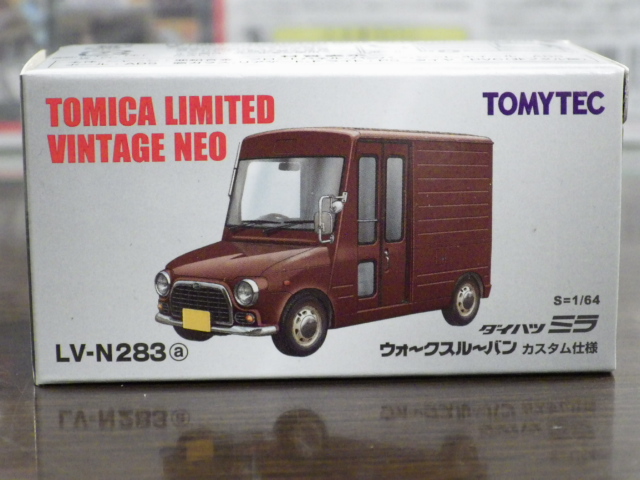 TOMICA LIMITED
VINTAGE NEO
TOMYTEC
S=1/64
ダイハツ ミラ
LV-N283ⓐ
ウォークスルーバン カスタム仕様